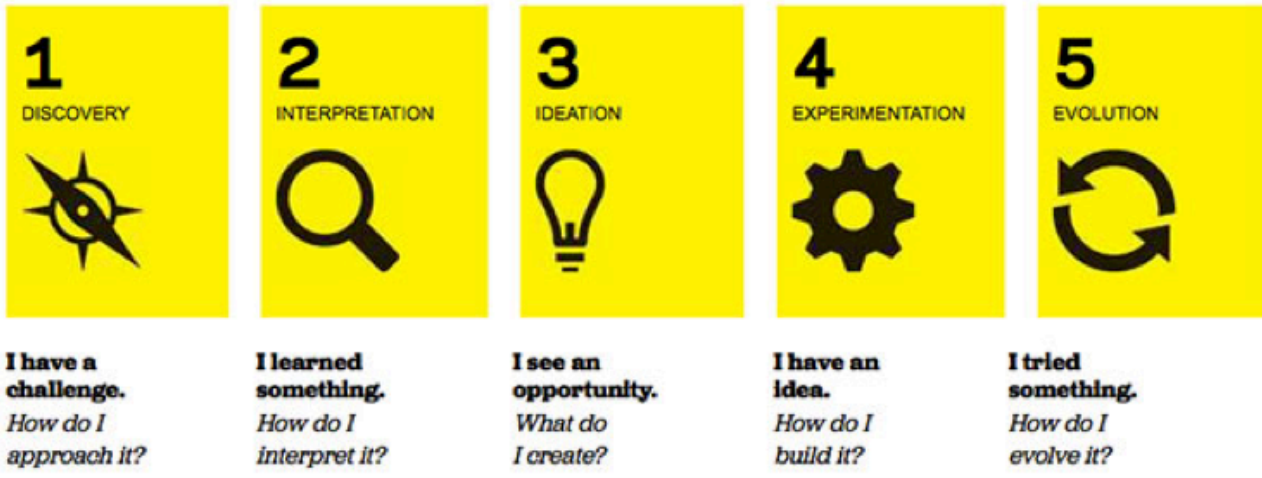 1
DISCOVERY
2
INTERPRETATION
3
IDEATION
4
EXPERIMENTATION
5
EVOLUTION
I have a
challenge.
How do I
approach it?
I learned
something.
How do I
interpret it?
I see an
opportunity.
What do
I create?
I have an
idea.
How do I
build it?
I tried
something.
How do I
evolve it?